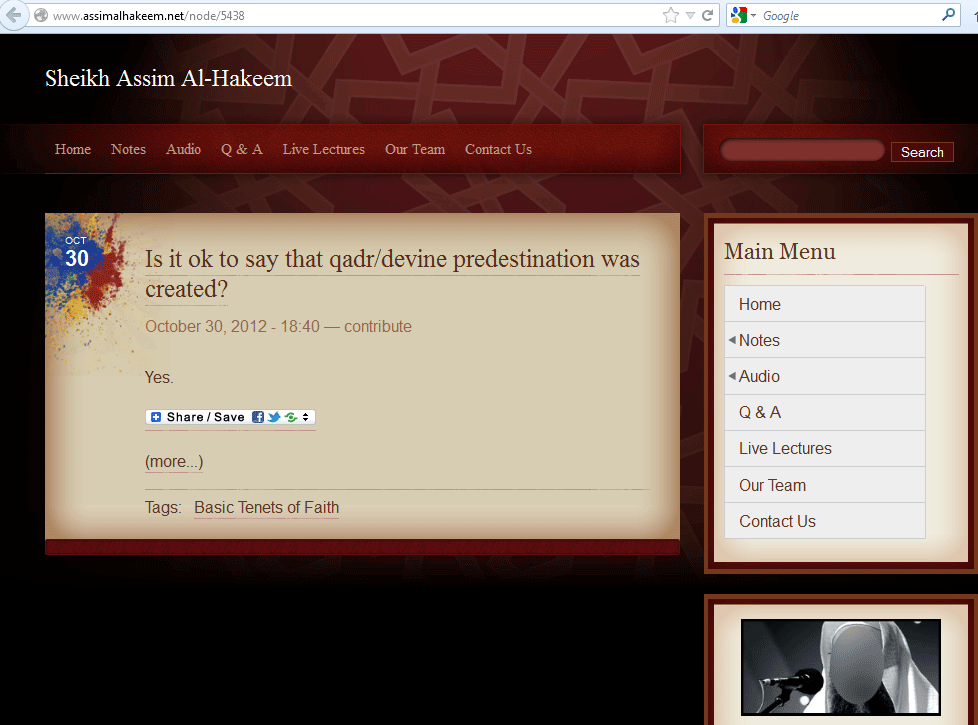 www.assimalhakeem.net/node/5438
Google
Sheikh Assim Al-Hakeem
Home Notes Audio Q & A Live Lectures Our Team Contact Us
Search
OCT
30
Is it ok to say that qadr/devine predestination was
created?
October 30, 2012 - 18:40 — contribute
Yes.
Share / Save
(more...)
Tags: Basic Tenets of Faith
Main Menu
Home
Notes
Audio
Q & A
Live Lectures
Our Team
Contact Us